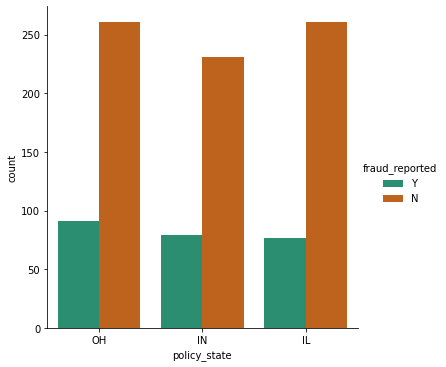 250
200
150
100
50
0
count
OH
IN
IL
policy_state
fraud_reported
Y
N